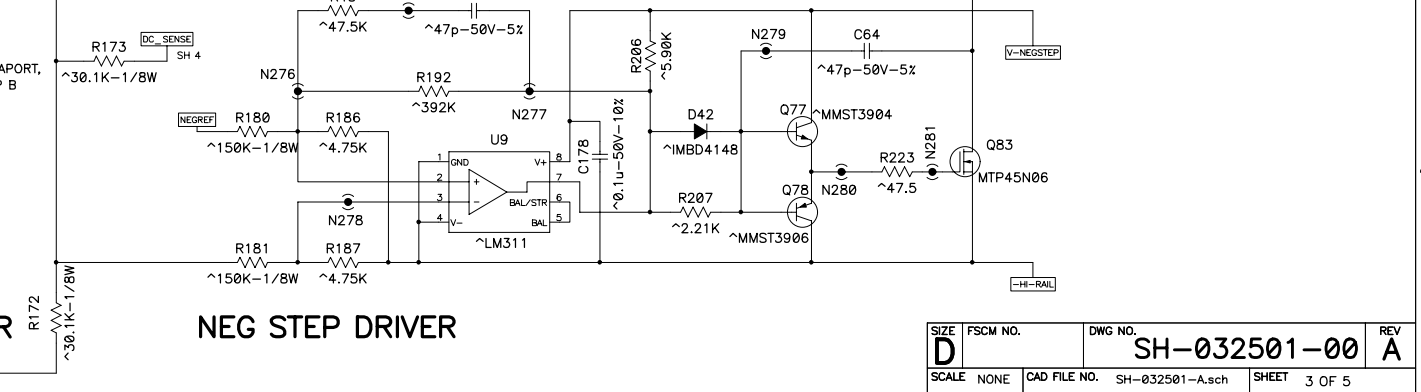 ^47.5K
^47p-50V-5%
R173
DC_SENSE
SH 4
^30.1K-1/8W
APORT,
P B
N276
R192
^392K
N277
R206
^5.90K
N279
C64
^47p-50V-5%
V-NEGSTEP
NEGREF
R180
^150K-1/8W
R186
^4.75K
U9
1 GND
V+ 8
2 +
7
3 -
BAL/STR 6
4 V-
BAL 5
^LM311
C178
^0.1u-50V-10%
D42
^IMBD4148
Q77
^MMST3904
N281
Q83
MTP45N06
R223
^47.5
N280
Q78
^MMST3906
R207
^2.21K
N278
R181
^150K-1/8W
R187
^4.75K
-HI-RAIL
R172
^30.1K-1/8W
R
NEG STEP DRIVER
SIZE
D
FSCM NO.
DWG NO.
SH-032501-00
REV
A
SCALE NONE
CAD FILE NO. SH-032501-A.sch
SHEET 3 OF 5